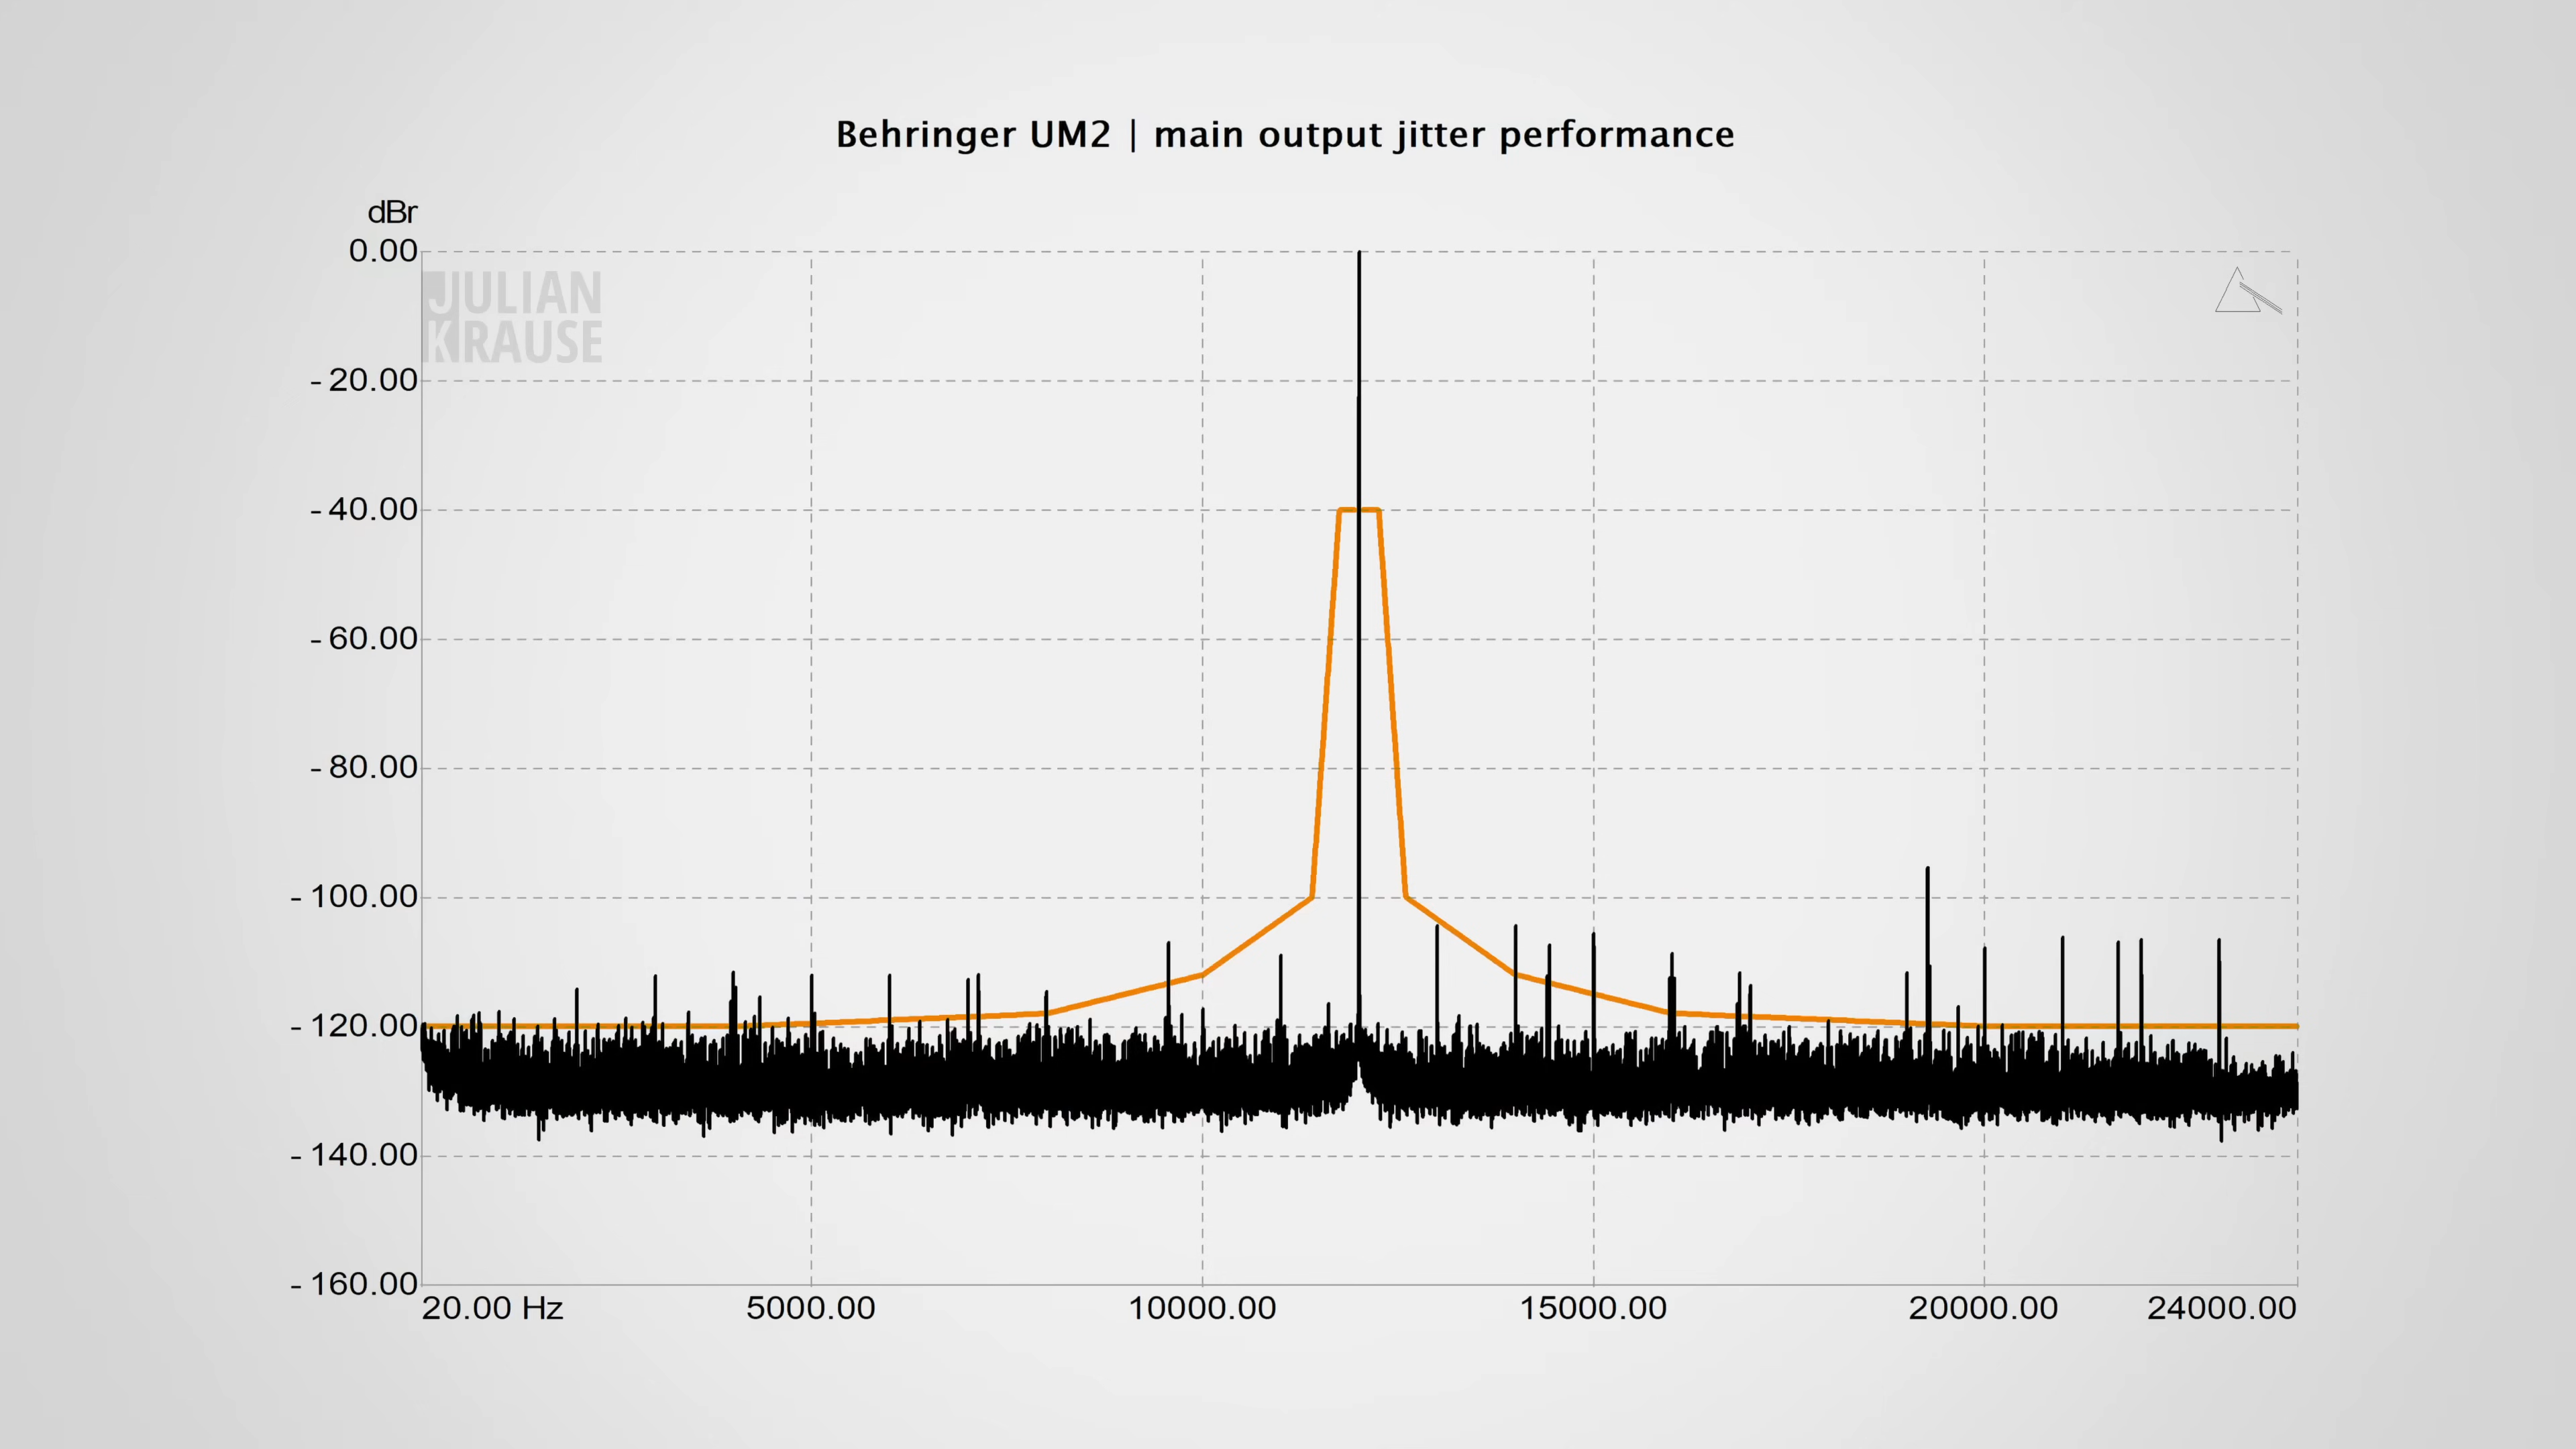 Behringer UM2 | main output jitter performance
dBr
0.00
JULIAN
KRAUSE
- 20.00
- 40.00
- 60.00
- 80.00
- 100.00
- 120.00
- 140.00
- 160.00
20.00 Hz 5000.00 10000.00 15000.00 20000.00 24000.00